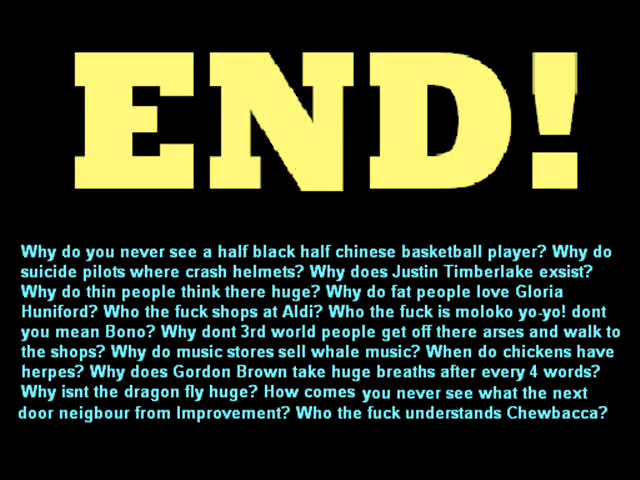 END!
Why do you never see a half black half chinese basketball player? Why do
suicide pilots where crash helmets? Why does Justin Timberlake exsist?
Why do thin people think there huge? Why do fat people love Gloria
Huniford? Who the fuck shops at Aldi? Who the fuck is moloko yo-yo! dont
you mean Bono? Why dont 3rd world people get off there arses and walk to
the shops? Why do music stores sell whale music? When do chickens have
herpes? Why does Gordon Brown take huge breaths after every 4 words?
Why isnt the dragon fly huge? How comes you never see what the next
door neigbour from Improvement? Who the fuck understands Chewbacca?